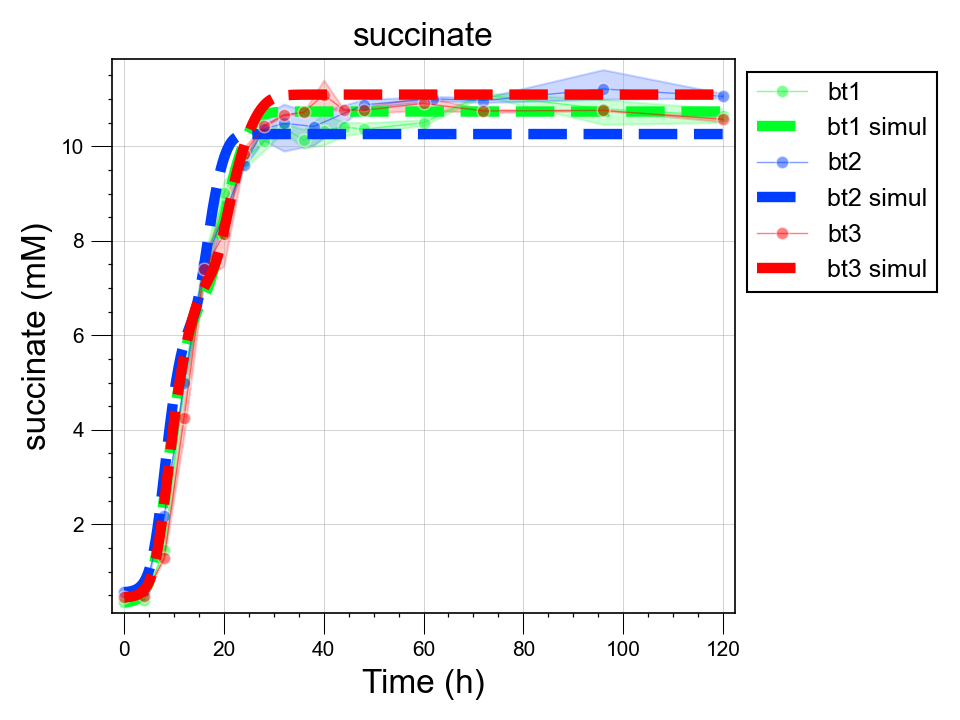 succinate
succinate (mM)
10
8
6
4
2
0
20
40
60
80
100
120
Time (h)
bt1
bt1 simul
bt2
bt2 simul
bt3
bt3 simul